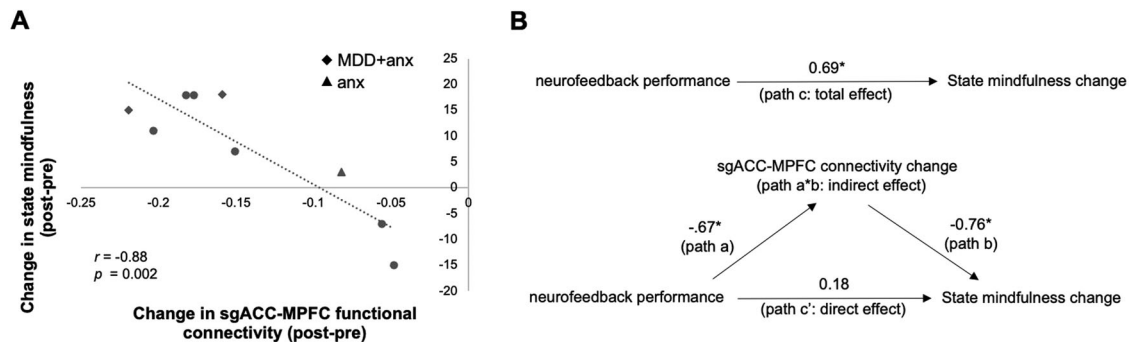 A
Change in state mindfulness
(post-pre)
MDD+anx
anx
25
20
15
10
5
0
-5
-10
-15
-20
-0.25
-0.2
-0.15
-0.1
-0.05
0
r = -0.88
p = 0.002
Change in sgACC-MPFC functional
connectivity (post-pre)
B
neurofeedback performance
0.69*
(path c: total effect)
State mindfulness change
sgACC-MPFC connectivity change
(path a*b: indirect effect)
-.67*
(path a)
-0.76*
(path b)
neurofeedback performance
0.18
(path c': direct effect)
State mindfulness change